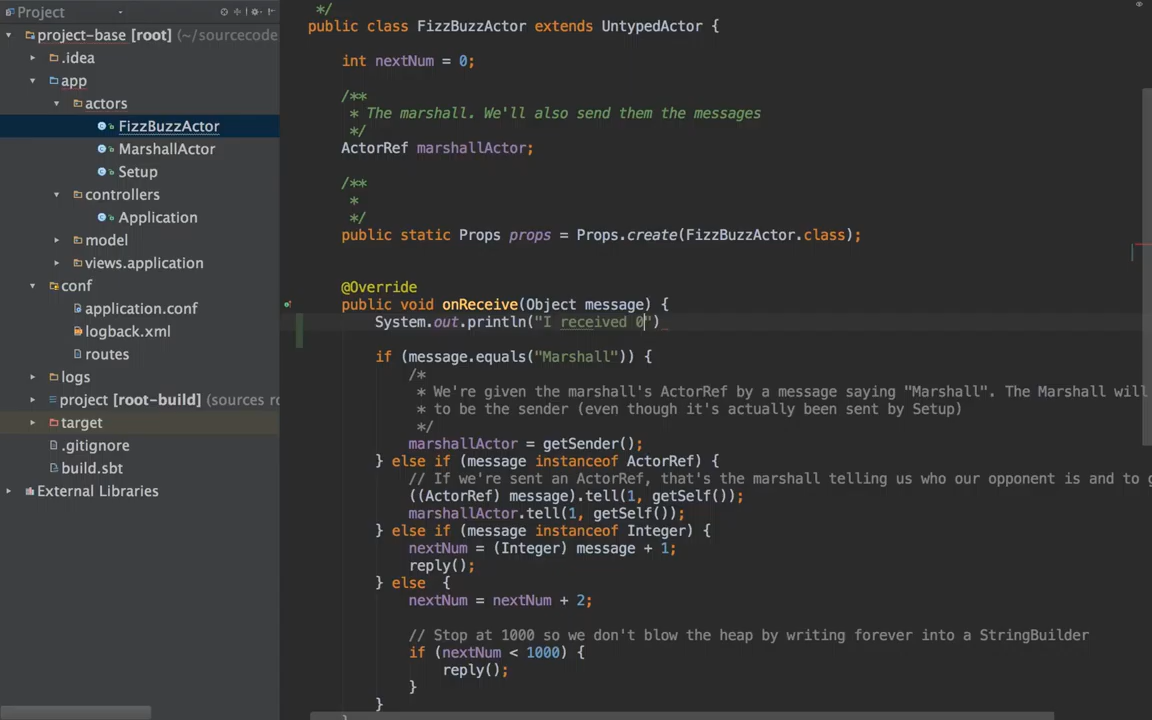 Project
project-base [root] (~/sourcecode
.idea
app
actors
FizzBuzzActor
MarshallActor
Setup
controllers
Application
model
views.application
conf
application.conf
logback.xml
routes
logs
project [root-build] (sources ro
target
.gitignore
build.sbt
External Libraries
*/
public class FizzBuzzActor extends UntypedActor {
int nextNum = 0;
/**
* The marshall. We'll also send them the messages
*/
ActorRef marshallActor;
/**
*
*/
public static Props props = Props.create(FizzBuzzActor.class);
@Override
public void onReceive(Object message) {
System.out.println("I received 0")
if (message.equals("Marshall")) {
/*
* We're given the marshall's ActorRef by a message saying "Marshall". The Marshall will
* to be the sender (even though it's actually been sent by Setup)
*/
marshallActor = getSender();
} else if (message instanceof ActorRef) {
// If we're sent an ActorRef, that's the marshall telling us who our opponent is and to g
((ActorRef) message).tell(1, getSelf());
marshallActor.tell(1, getSelf());
} else if (message instanceof Integer) {
nextNum = (Integer) message + 1;
reply();
} else  {
nextNum = nextNum + 2;
// Stop at 1000 so we don't blow the heap by writing forever into a StringBuilder
if (nextNum < 1000) {
reply();
}
}